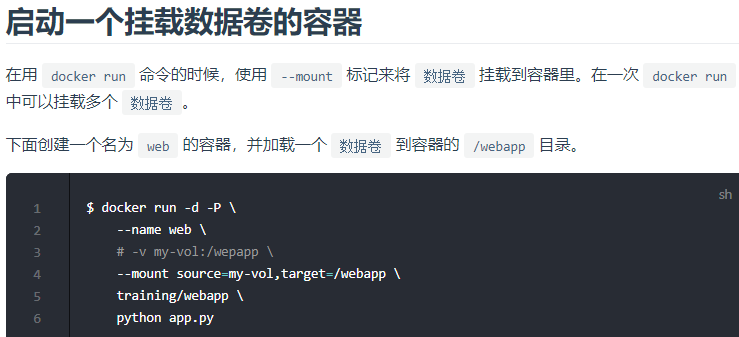 启动一个挂载数据卷的容器
在用 docker run 命令的时候，使用 --mount 标记来将 数据卷 挂载到容器里。在一次 docker run
中可以挂载多个 数据卷 。
下面创建一个名为 web 的容器，并加载一个 数据卷 到容器的 /webapp 目录。
sh
1 $ docker run -d -P \
2 --name web \
3 # -v my-vol:/wepapp \
4 --mount source=my-vol,target=/webapp \
5 training/webapp \
6 python app.py